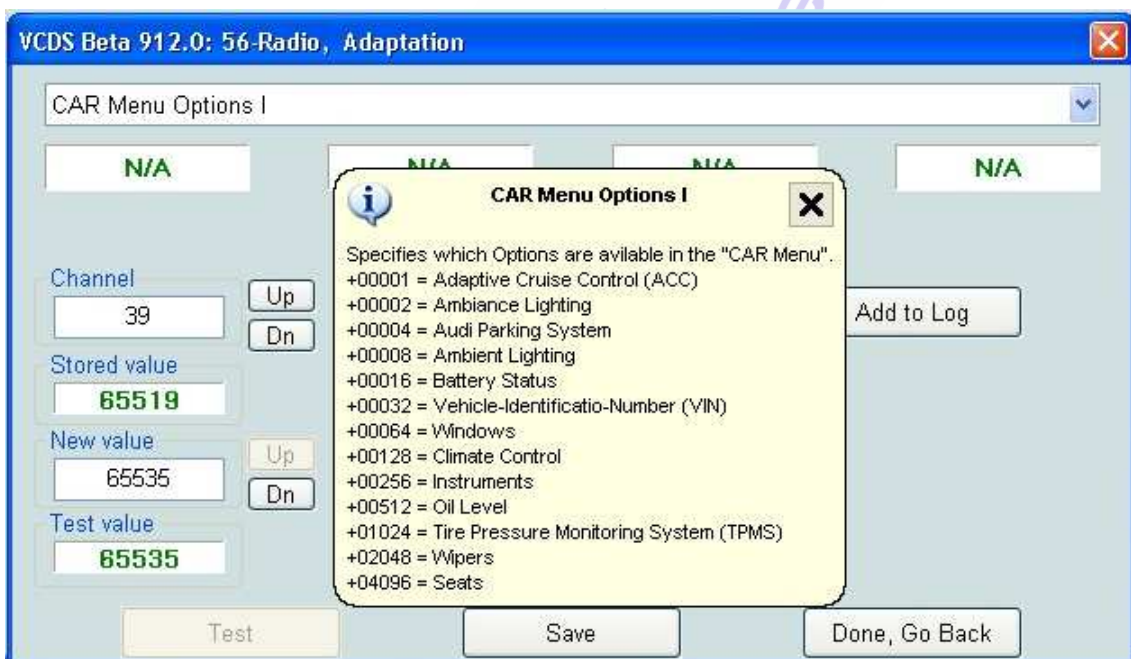 VCDS Beta 912.0: 56-Radio, Adaptation
CAR Menu Options I
N/A N/A N/A N/A
CAR Menu Options I
Specifies which Options are avilable in the "CAR Menu".
+00001 = Adaptive Cruise Control (ACC)
+00002 = Ambiance Lighting
+00004 = Audi Parking System
+00008 = Ambient Lighting
+00016 = Battery Status
+00032 = Vehicle-Identificatio-Number (VIN)
+00064 = Windows
+00128 = Climate Control
+00256 = Instruments
+00512 = Oil Level
+01024 = Tire Pressure Monitoring System (TPMS)
+02048 = Wipers
+04096 = Seats
Channel
39 Up
Dn
Add to Log
Stored value
65519
New value
65535 Up
Dn
Test value
65535
Test Save Done, Go Back